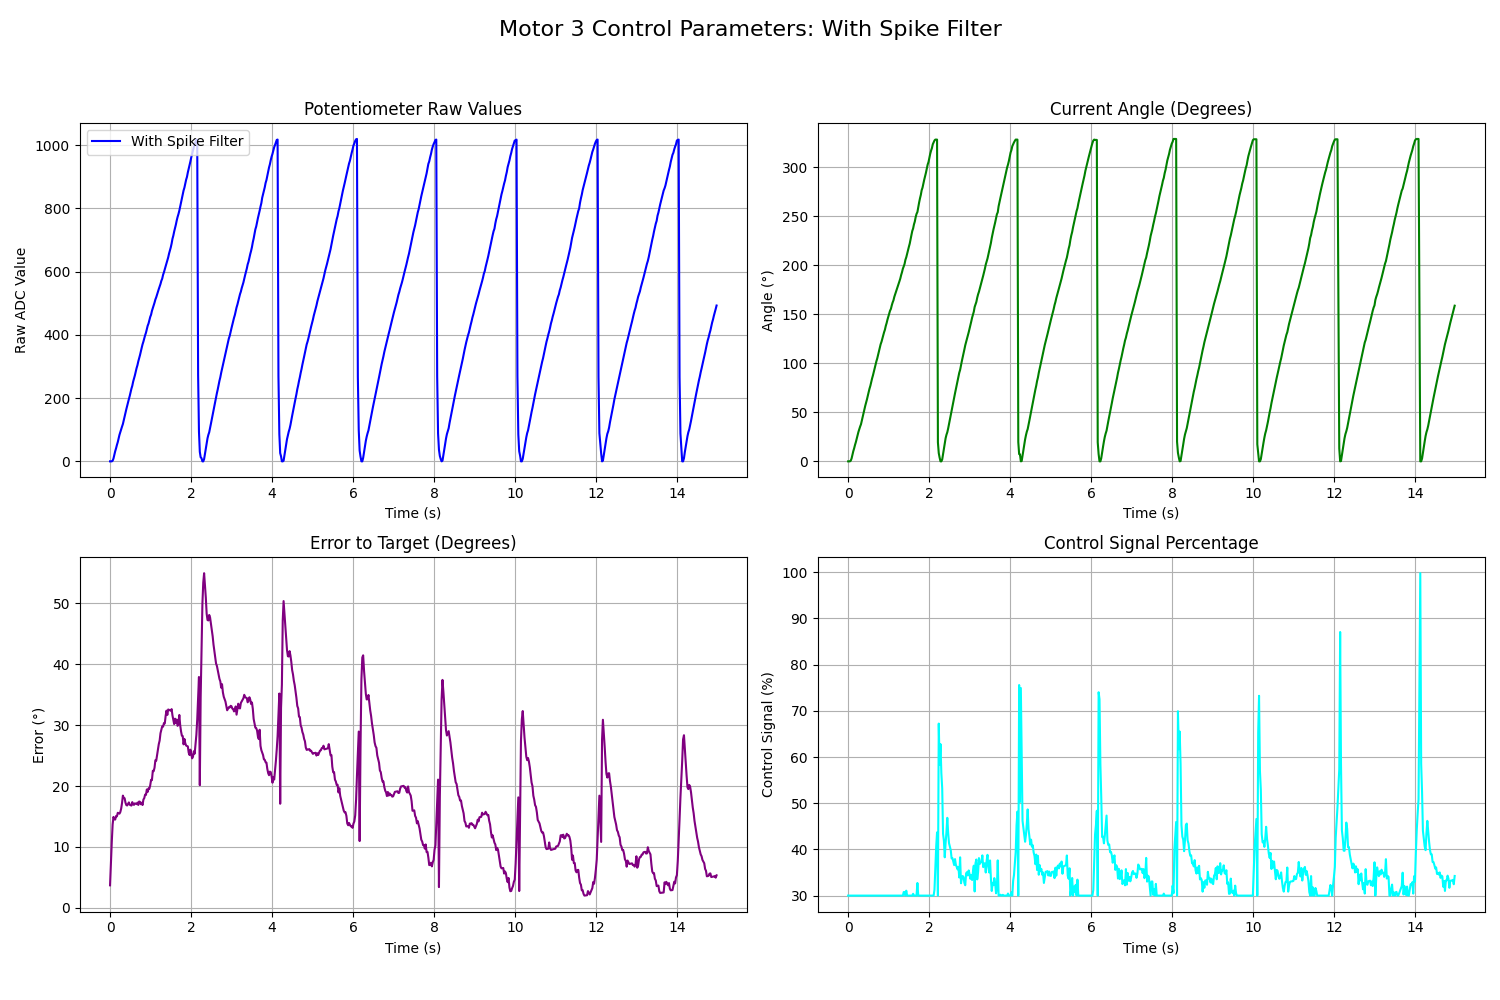 Motor 3 Control Parameters: With Spike Filter
Potentiometer Raw Values
With Spike Filter
Raw ADC Value
1000
800
600
400
200
0
0 2 4 6 8 10 12 14
Time (s)
Current Angle (Degrees)
Angle (°)
300
250
200
150
100
50
0
0 2 4 6 8 10 12 14
Time (s)
Error to Target (Degrees)
Error (°)
50
40
30
20
10
0
0 2 4 6 8 10 12 14
Time (s)
Control Signal Percentage
Control Signal (%)
100
90
80
70
60
50
40
30
0 2 4 6 8 10 12 14
Time (s)